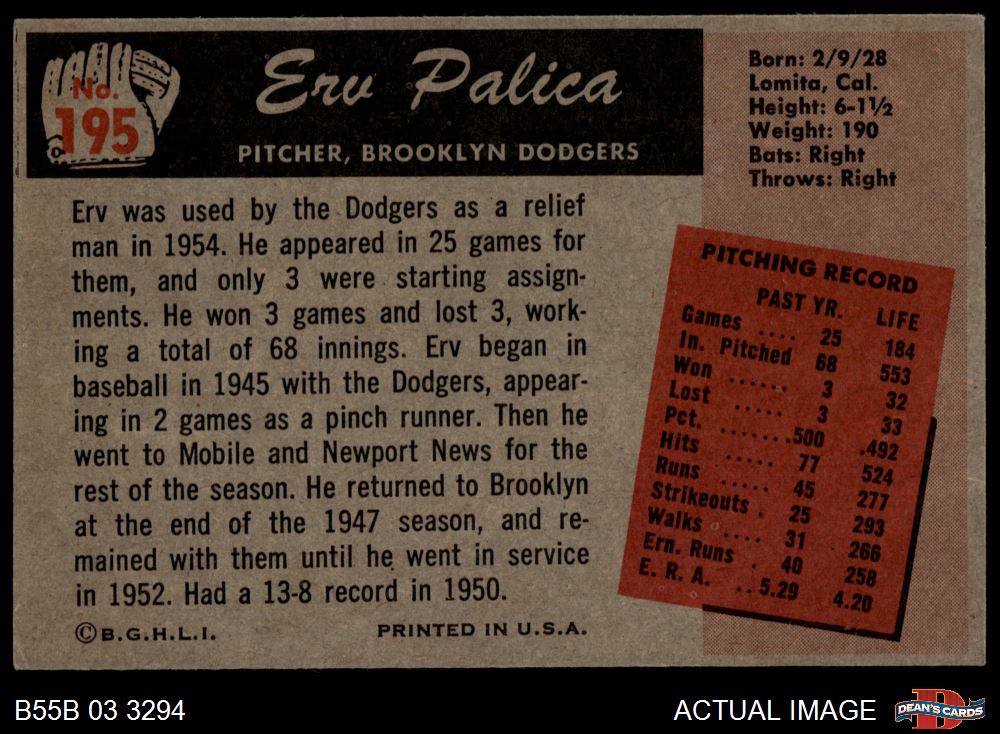 No.
195
Erv Palica
PITCHER, BROOKLYN DODGERS
Born: 2/9/28
Lomita, Cal.
Height: 6-1½
Weight: 190
Bats: Right
Throws: Right
Erv was used by the Dodgers as a relief
man in 1954. He appeared in 25 games for
them, and only 3 were starting assign-
ments. He won 3 games and lost 3, work-
ing a total of 68 innings. Erv began in
baseball in 1945 with the Dodgers, appear-
ing in 2 games as a pinch runner. Then he
went to Mobile and Newport News for the
rest of the season. He returned to Brooklyn
at the end of the 1947 season, and re-
mained with them until he went in service
in 1952. Had a 13-8 record in 1950.
©B.G.H.L.I. PRINTED IN U.S.A.
PITCHING RECORD
PAST YR. LIFE
Games .... 25 184
In. Pitched 68 553
Won ...... 3 32
Lost ..... 3 33
Pct. .......500 .492
Hits ..... 77 524
Runs ..... 45 277
Strikeouts . 25 293
Walks .... 31 266
Ern. Runs . 40 258
E. R. A. ..5.29 4.20
B55B 03 3294
ACTUAL IMAGE
DEAN'S CARDS